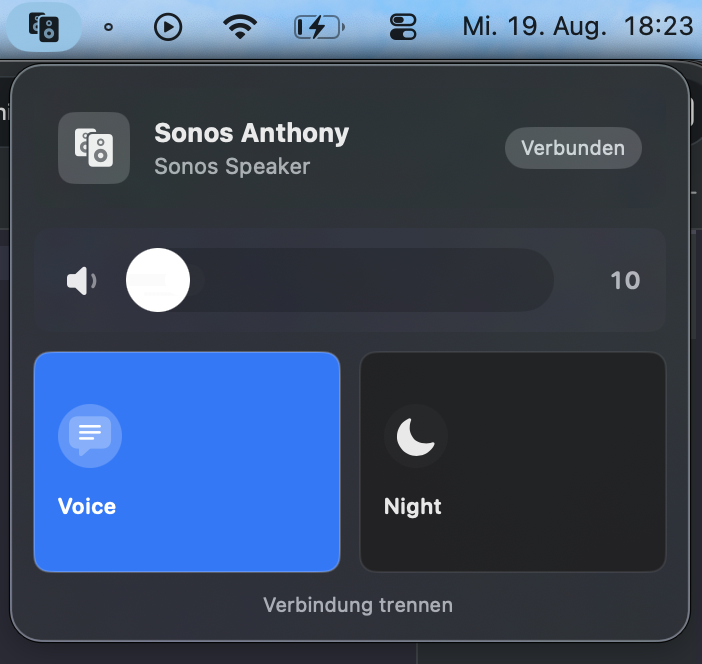 Mi. 19. Aug. 18:23
Sonos Anthony
Sonos Speaker
Verbunden
10
Voice
Night
Verbindung trennen